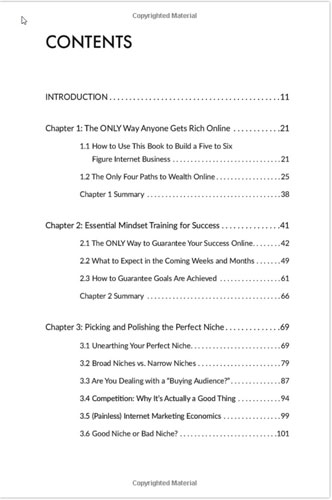 Copyrighted Material
CONTENTS
INTRODUCTION . . . . . . . . . . . . . . . . . . . . . . . . . . . . . . . . . . . . . . . . . .11
Chapter 1: The ONLY Way Anyone Gets Rich Online . . . . . . . . . . . .21
1.1 How to Use This Book to Build a Five to Six
Figure Internet Business . . . . . . . . . . . . . . . . . . . . . . . . . . .21
1.2 The Only Four Paths to Wealth Online . . . . . . . . . . . . . . . .25
Chapter 1 Summary . . . . . . . . . . . . . . . . . . . . . . . . . . . . . . . . .38
Chapter 2: Essential Mindset Training for Success . . . . . . . . . . . . . . .41
2.1 The ONLY Way to Guarantee Your Success Online. . . . . . .42
2.2 What to Expect in the Coming Weeks and Months . . . . . . .49
2.3 How to Guarantee Goals Are Achieved . . . . . . . . . . . . . . . .61
Chapter 2 Summary . . . . . . . . . . . . . . . . . . . . . . . . . . . . . . . . .66
Chapter 3: Picking and Polishing the Perfect Niche . . . . . . . . . . . . . .69
3.1 Unearthing Your Perfect Niche. . . . . . . . . . . . . . . . . . . . . . .69
3.2 Broad Niches vs. Narrow Niches . . . . . . . . . . . . . . . . . . . . .79
3.3 Are You Dealing with a "Buying Audience?". . . . . . . . . . . . .87
3.4 Competition: Why It's Actually a Good Thing . . . . . . . . . . .94
3.5 (Painless) Internet Marketing Economics . . . . . . . . . . . . . . .99
3.6 Good Niche or Bad Niche? . . . . . . . . . . . . . . . . . . . . . . . .101
Copyrighted Material